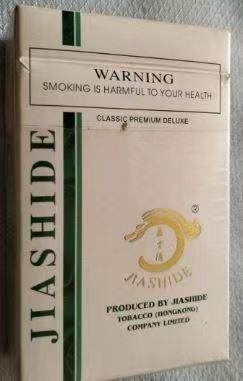 WARNING
SMOKING IS HARMFUL TO YOUR HEALTH
CLASSIC PREMIUM DELUXE
JIASHIDE
®
JIASHIDE
PRODUCED BY JIASHIDE
TOBACCO (HONGKONG)
COMPANY LIMITED